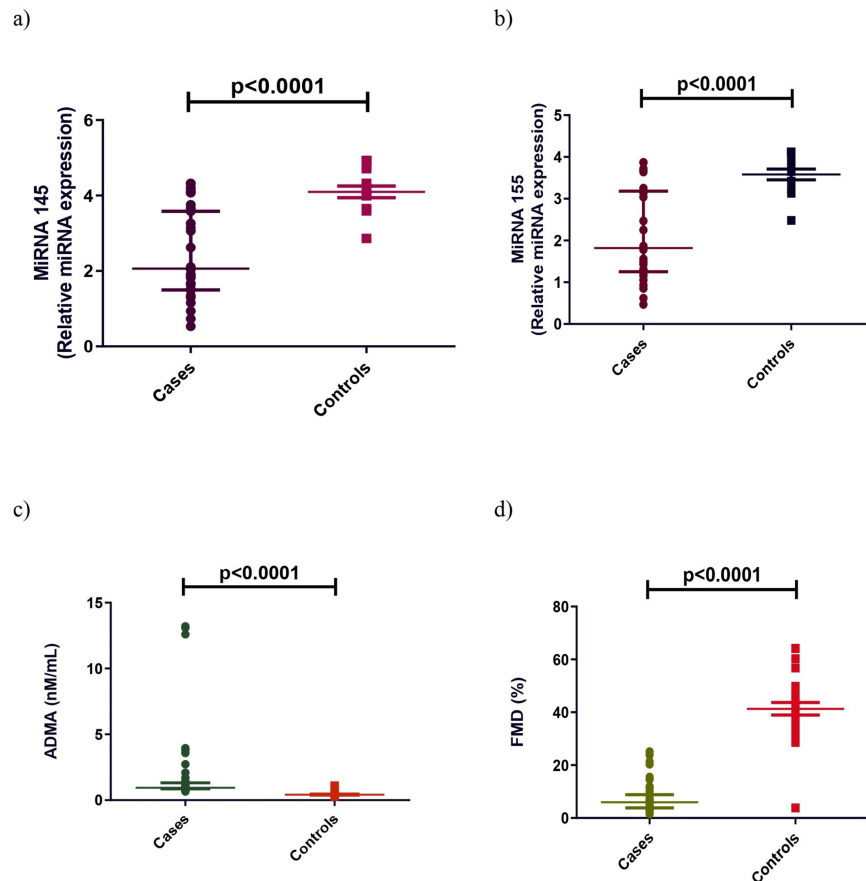 a)
p<0.0001
MiRNA 145
(Relative miRNA expression)
6
4
2
0
Cases
Controls
b)
p<0.0001
MiRNA 155
(Relative miRNA expression)
5
4
3
2
1
0
Cases
Controls
c)
p<0.0001
ADMA (nM/mL)
15
10
5
0
Cases
Controls
d)
p<0.0001
FMD (%)
80
60
40
20
0
Cases
Controls